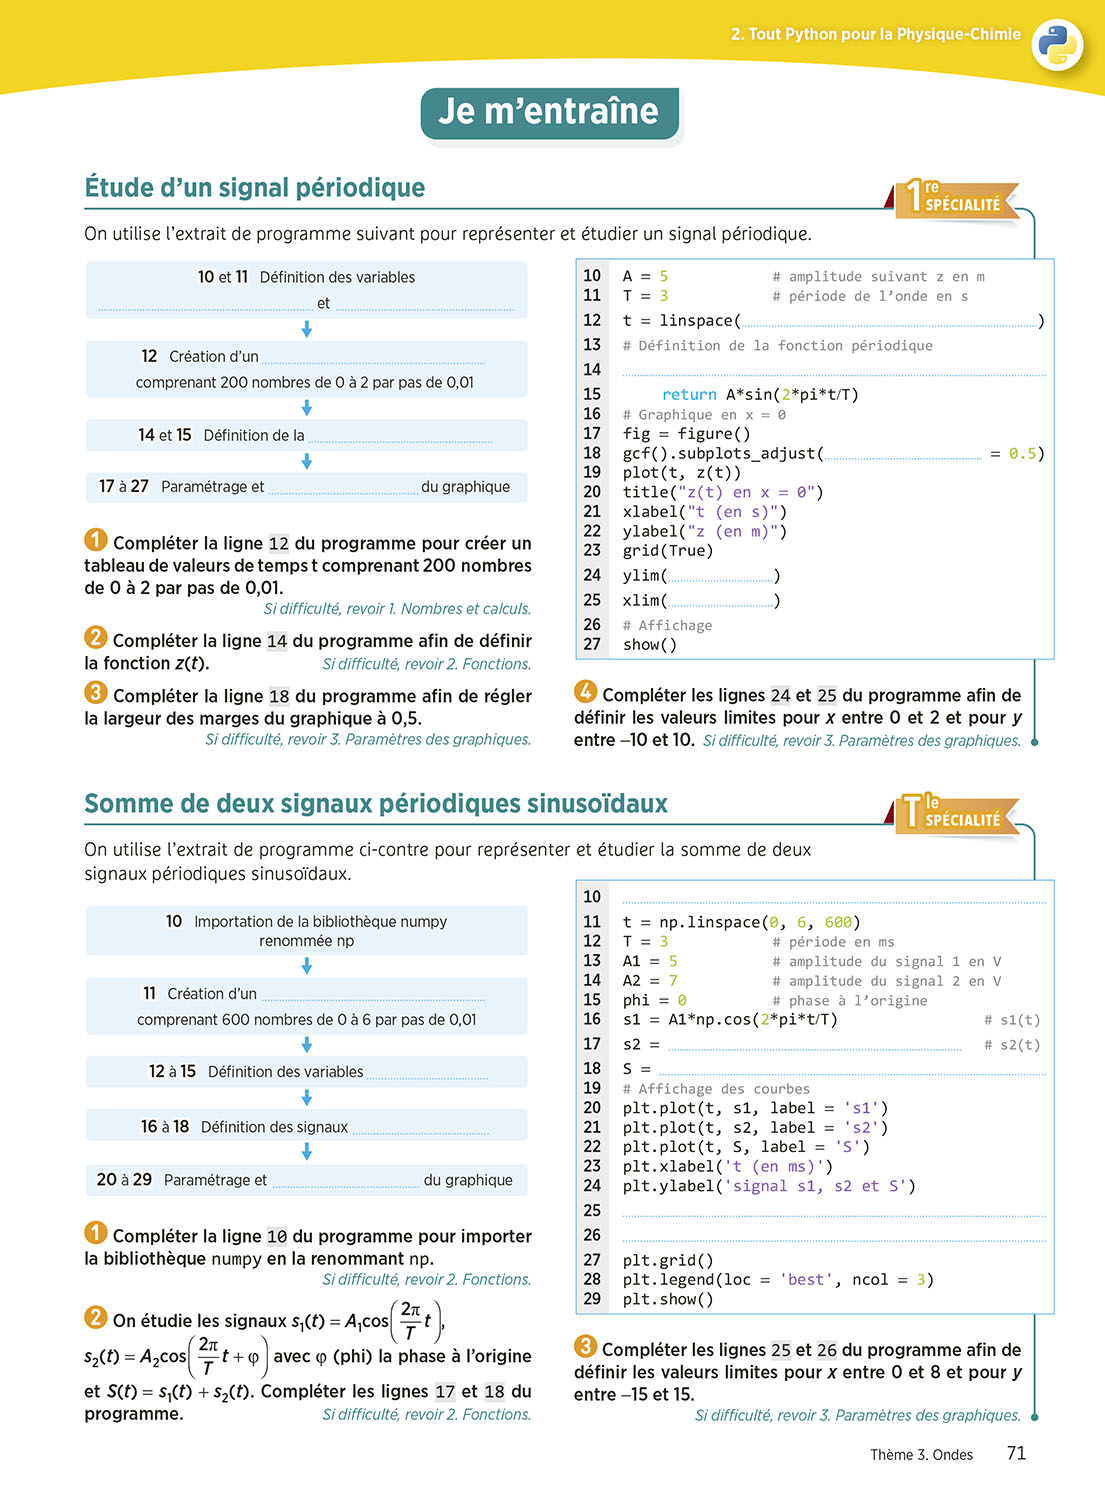 2. Tout Python pour la Physique-Chimie
Je m'entraîne
Étude d'un signal périodique
1re SPÉCIALITÉ
On utilise l'extrait de programme suivant pour représenter et étudier un signal périodique.
10 et 11 Définition des variables
et
12 Création d'un
comprenant 200 nombres de 0 à 2 par pas de 0,01
14 et 15 Définition de la
17 à 27 Paramétrage et du graphique
1 Compléter la ligne 12 du programme pour créer un
tableau de valeurs de temps t comprenant 200 nombres
de 0 à 2 par pas de 0,01.
Si difficulté, revoir 1. Nombres et calculs.
2 Compléter la ligne 14 du programme afin de définir
la fonction z(t). Si difficulté, revoir 2. Fonctions.
3 Compléter la ligne 18 du programme afin de régler
la largeur des marges du graphique à 0,5.
Si difficulté, revoir 3. Paramètres des graphiques.
10 A = 5 # amplitude suivant z en m
11 T = 3 # période de l'onde en s
12 t = linspace( )
13 # Définition de la fonction périodique
14
15 return A*sin(2*pi*t/T)
16 # Graphique en x = 0
17 fig = figure()
18 gcf().subplots_adjust( = 0.5)
19 plot(t, z(t))
20 title("z(t) en x = 0")
21 xlabel("t (en s)")
22 ylabel("z (en m)")
23 grid(True)
24 ylim( )
25 xlim( )
26 # Affichage
27 show()
4 Compléter les lignes 24 et 25 du programme afin de
définir les valeurs limites pour x entre 0 et 2 et pour y
entre –10 et 10. Si difficulté, revoir 3. Paramètres des graphiques.
Somme de deux signaux périodiques sinusoïdaux
Tle SPÉCIALITÉ
On utilise l'extrait de programme ci-contre pour représenter et étudier la somme de deux
signaux périodiques sinusoïdaux.
10 Importation de la bibliothèque numpy
renommée np
11 Création d'un
comprenant 600 nombres de 0 à 6 par pas de 0,01
12 à 15 Définition des variables
16 à 18 Définition des signaux
20 à 29 Paramétrage et du graphique
1 Compléter la ligne 10 du programme pour importer
la bibliothèque numpy en la renommant np.
Si difficulté, revoir 2. Fonctions.
2 On étudie les signaux s1(t) = A1cos(2π/T t),
s2(t) = A2cos(2π/T t + φ) avec φ (phi) la phase à l'origine
et S(t) = s1(t) + s2(t). Compléter les lignes 17 et 18 du
programme. Si difficulté, revoir 2. Fonctions.
10
11 t = np.linspace(0, 6, 600)
12 T = 3 # période en ms
13 A1 = 5 # amplitude du signal 1 en V
14 A2 = 7 # amplitude du signal 2 en V
15 phi = 0 # phase à l'origine
16 s1 = A1*np.cos(2*pi*t/T) # s1(t)
17 s2 = # s2(t)
18 S =
19 # Affichage des courbes
20 plt.plot(t, s1, label = 's1')
21 plt.plot(t, s2, label = 's2')
22 plt.plot(t, S, label = 'S')
23 plt.xlabel('t (en ms)')
24 plt.ylabel('signal s1, s2 et S')
25
26
27 plt.grid()
28 plt.legend(loc = 'best', ncol = 3)
29 plt.show()
3 Compléter les lignes 25 et 26 du programme afin de
définir les valeurs limites pour x entre 0 et 8 et pour y
entre –15 et 15.
Si difficulté, revoir 3. Paramètres des graphiques.
Thème 3. Ondes 71